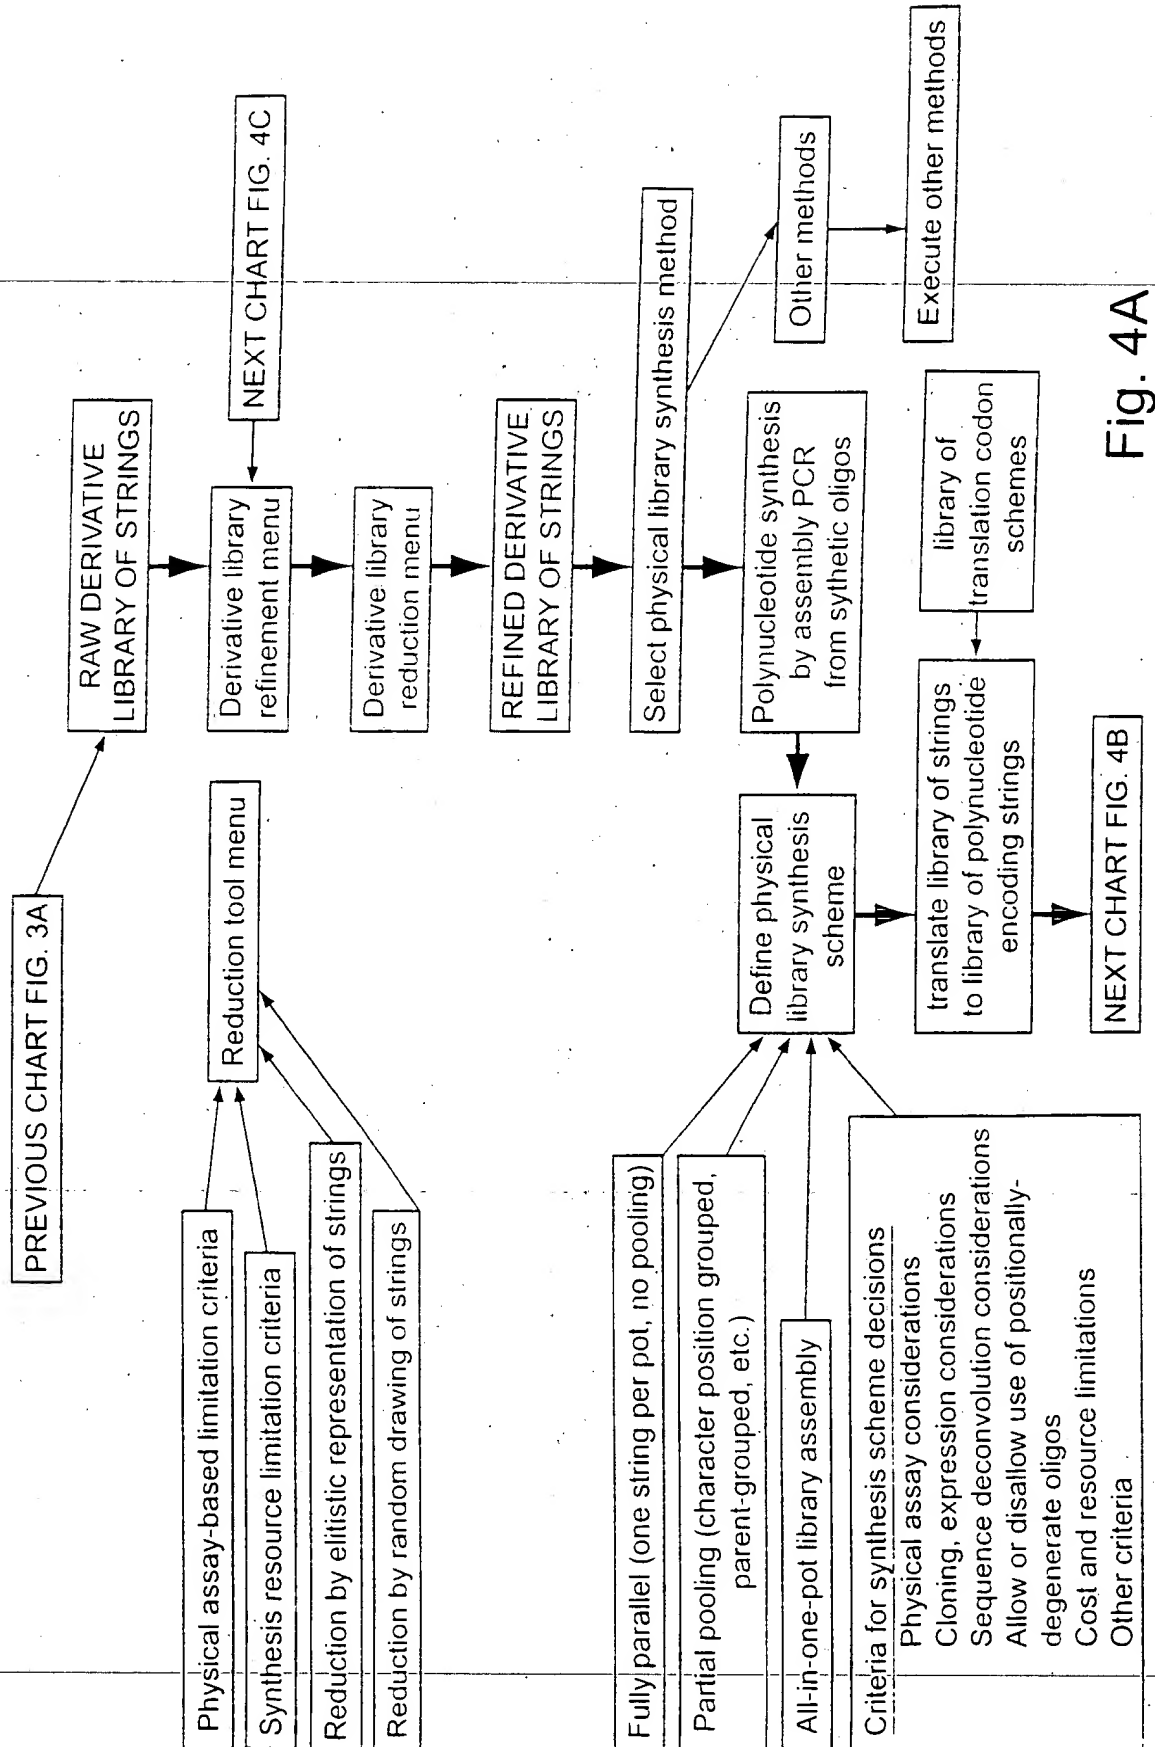 PREVIOUS CHART FIG. 3A
RAW DERIVATIVE
LIBRARY OF STRINGS
NEXT CHART FIG. 4C
Derivative library
refinement menu
Derivative library
reduction menu
REFINED DERIVATIVE
LIBRARY OF STRINGS
Select physical library synthesis method
Other methods
Execute other methods
Polynucleotide synthesis
by assembly PCR
from sythetic oligos
Physical assay-based limitation criteria
Synthesis resource limitation criteria
Reduction by elitistic representation of strings
Reduction by random drawing of strings
Reduction tool menu
Fully parallel (one string per pot, no pooling)
Partial pooling (character position grouped,
parent-grouped, etc.)
All-in-one-pot library assembly
Criteria for synthesis scheme decisions
Physical assay considerations
Cloning, expression considerations
Sequence deconvolution considerations
Allow or disallow use of positionally-
degenerate oligos
Cost and resource limitations
Other criteria
Define physical
library synthesis
scheme
library of
translation codon
schemes
translate library of strings
to library of polynucleotide
encoding strings
NEXT CHART FIG. 4B
Fig. 4A